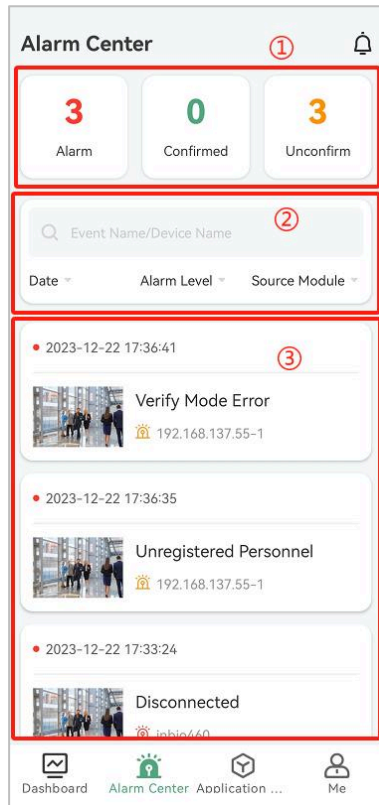 Alarm Center
①
3
0
3
Alarm
Confirmed
Unconfirm
②
Event Name/Device Name
Date
Alarm Level
Source Module
2023-12-22 17:36:41
③
Verify Mode Error
192.168.137.55-1
2023-12-22 17:36:35
Unregistered Personnel
192.168.137.55-1
2023-12-22 17:33:24
Disconnected
inbio460
Dashboard
Alarm Center
Application ...
Me